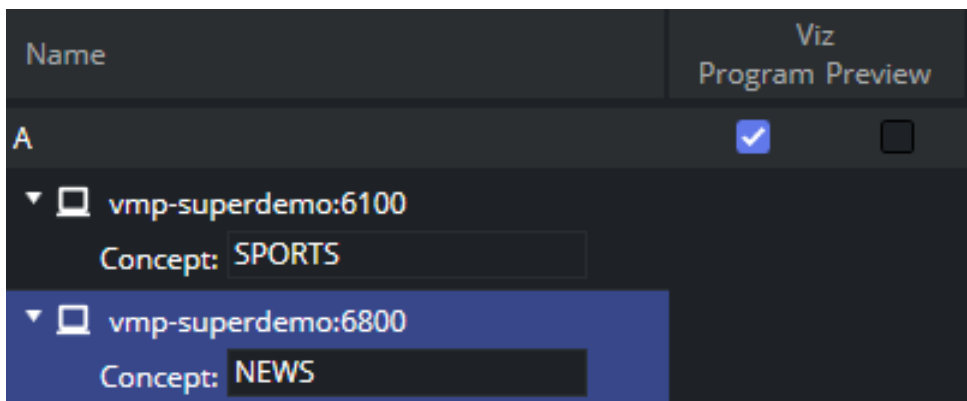 Name
Viz
Program Preview
A
vmp-superdemo:6100
Concept: SPORTS
vmp-superdemo:6800
Concept: NEWS